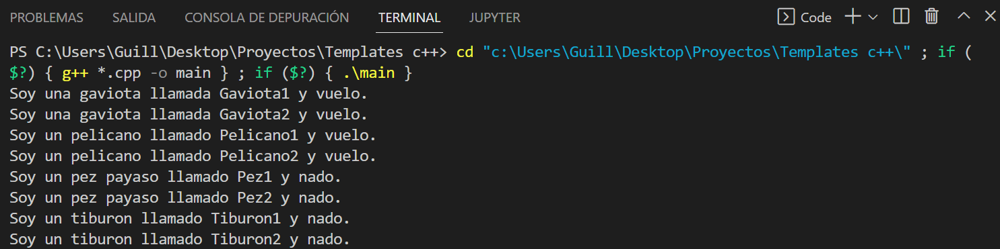 PROBLEMAS SALIDA CONSOLA DE DEPURACIÓN TERMINAL JUPYTER Code
PS C:\Users\Guill\Desktop\Proyectos\Templates c++> cd "c:\Users\Guill\Desktop\Proyectos\Templates c++\" ; if (
$?) { g++ *.cpp -o main } ; if ($?) { .\main }
Soy una gaviota llamada Gaviota1 y vuelo.
Soy una gaviota llamada Gaviota2 y vuelo.
Soy un pelicano llamado Pelicano1 y vuelo.
Soy un pelicano llamado Pelicano2 y vuelo.
Soy un pez payaso llamado Pez1 y nado.
Soy un pez payaso llamado Pez2 y nado.
Soy un tiburon llamado Tiburon1 y nado.
Soy un tiburon llamado Tiburon2 y nado.